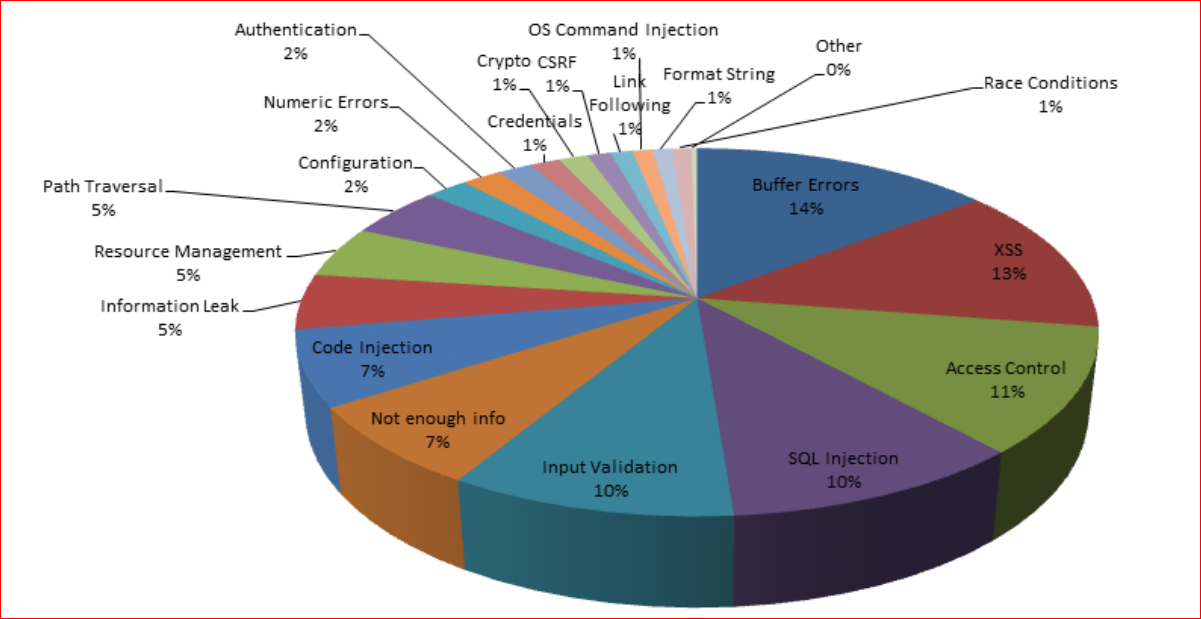 Authentication
2%
OS Command Injection
1%
Other
0%
Crypto
1%
CSRF
1%
Link
Following
1%
Format String
1%
Race Conditions
1%
Numeric Errors
2%
Credentials
1%
Configuration
2%
Path Traversal
5%
Resource Management
5%
Information Leak
5%
Buffer Errors
14%
XSS
13%
Access Control
11%
SQL Injection
10%
Input Validation
10%
Not enough info
7%
Code Injection
7%